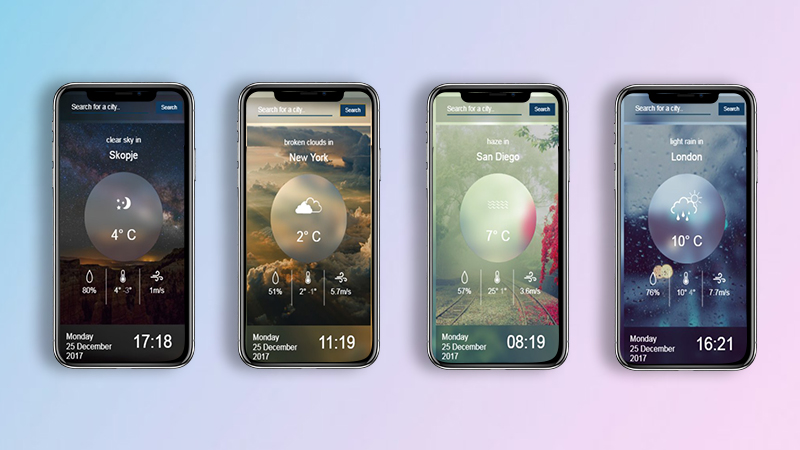 Search for a city..
Search
clear sky in
Skopje
4° C
80%
4° -3°
1m/s
Monday
25 December
2017
17:18
Search for a city..
Search
broken clouds in
New York
2° C
51%
2° -1°
5.7m/s
Monday
25 December
2017
11:19
Search for a city..
Search
haze in
San Diego
7° C
57%
25° 1°
3.6m/s
Monday
25 December
2017
08:19
Search for a city..
Search
light rain in
London
10° C
76%
10° 4°
7.7m/s
Monday
25 December
2017
16:21